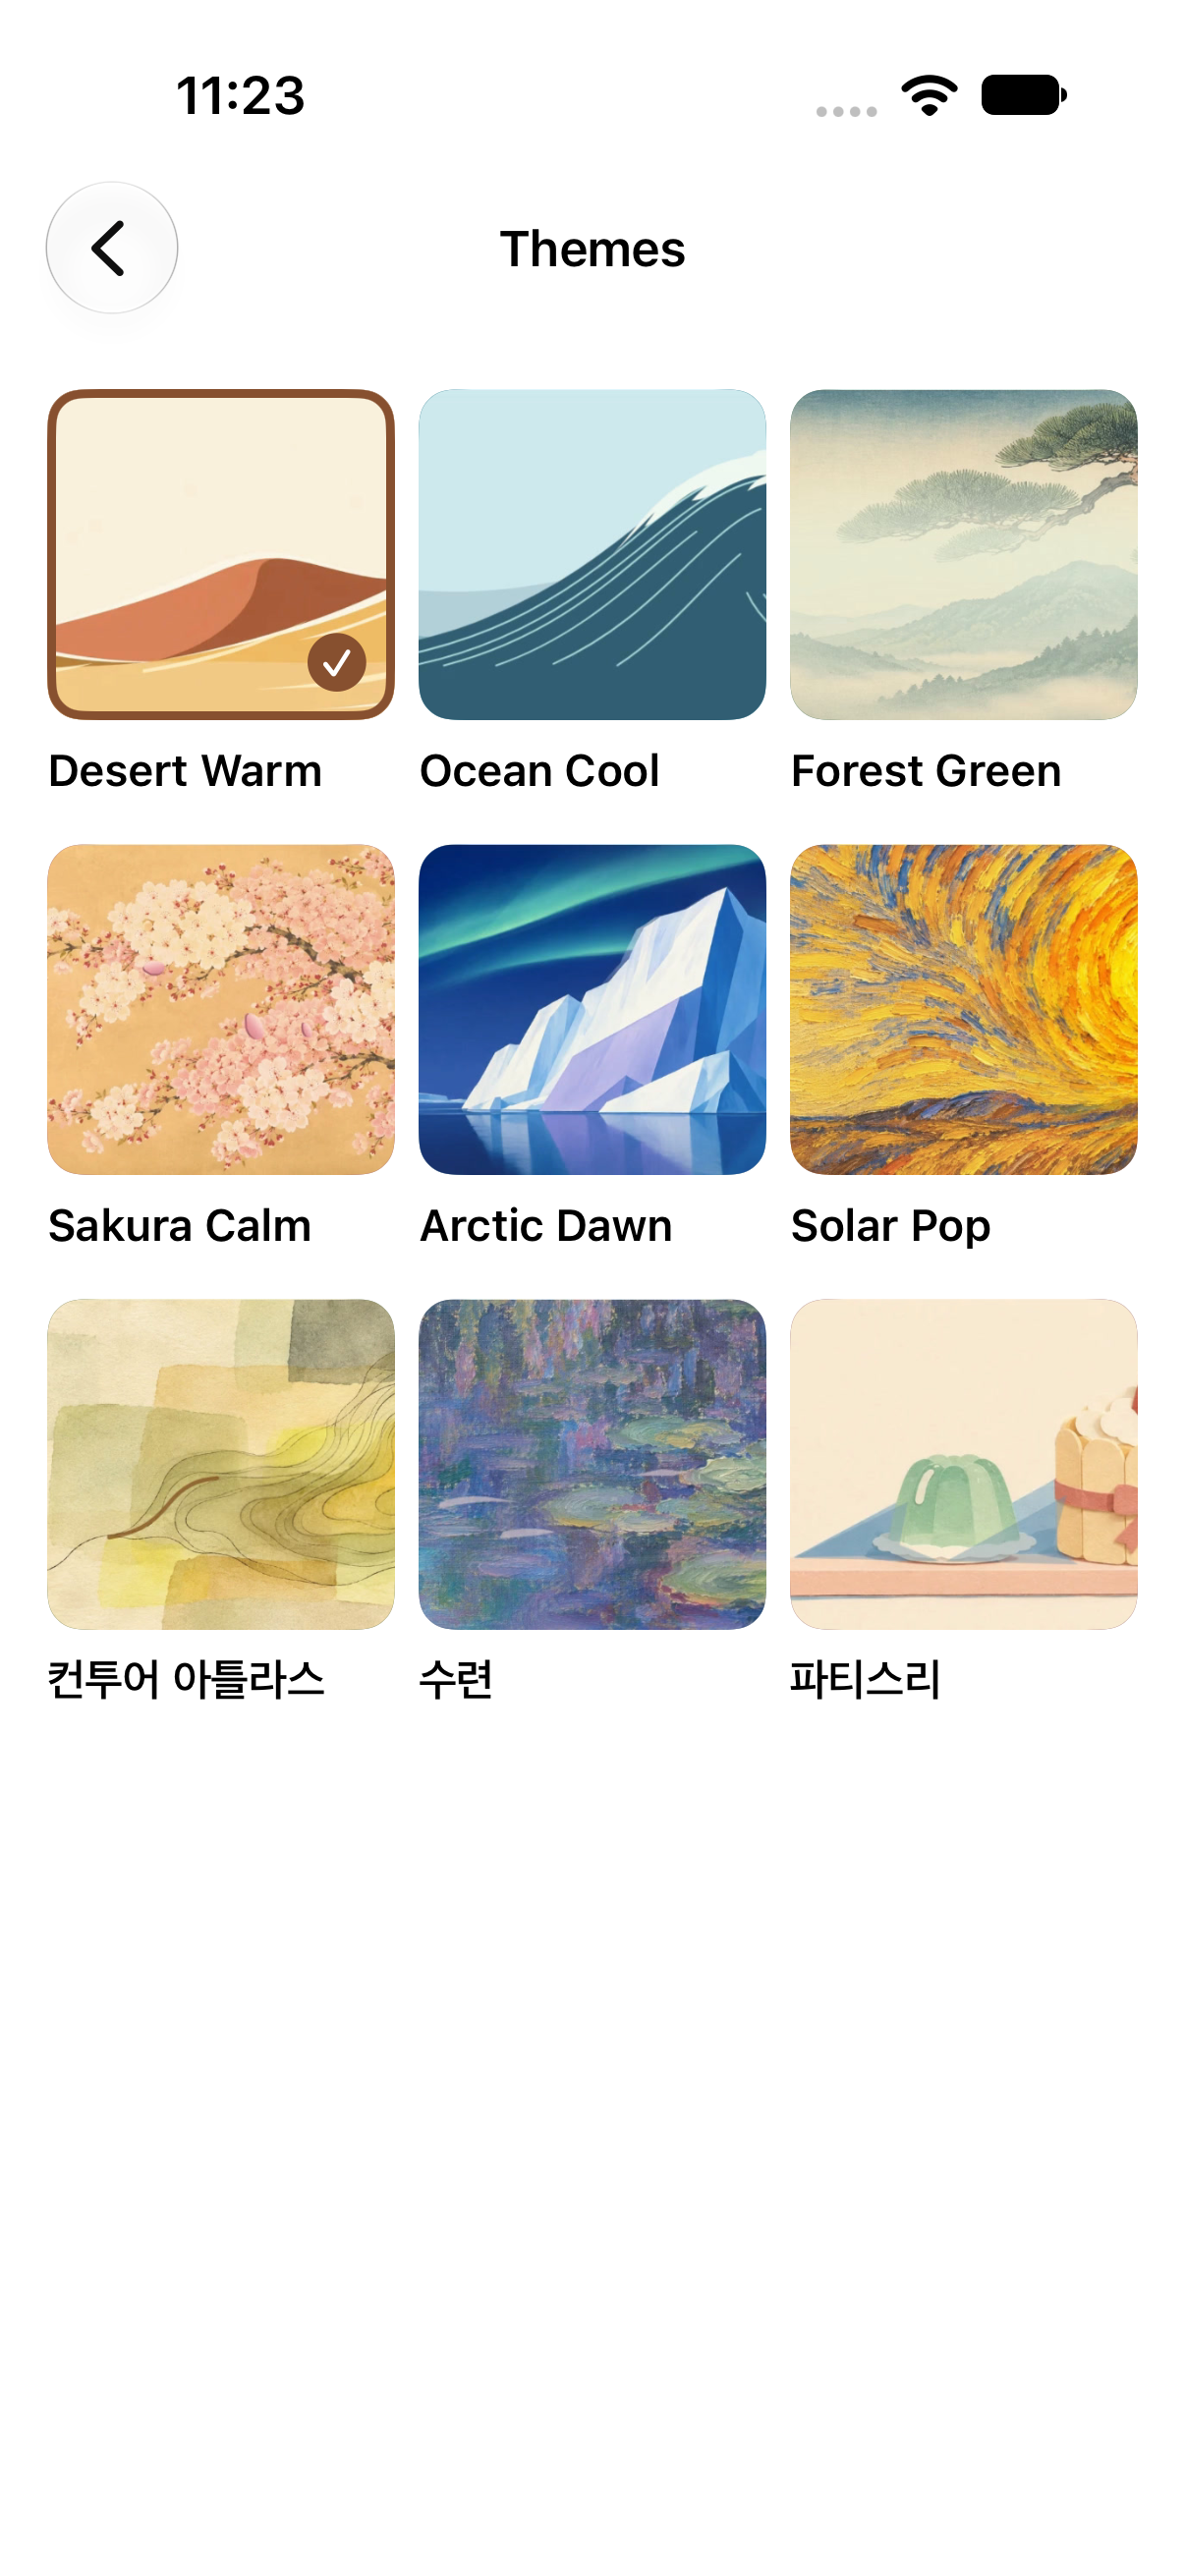 11:23
Themes
Desert Warm
Ocean Cool
Forest Green
Sakura Calm
Arctic Dawn
Solar Pop
컨투어 아틀라스
수련
파티스리